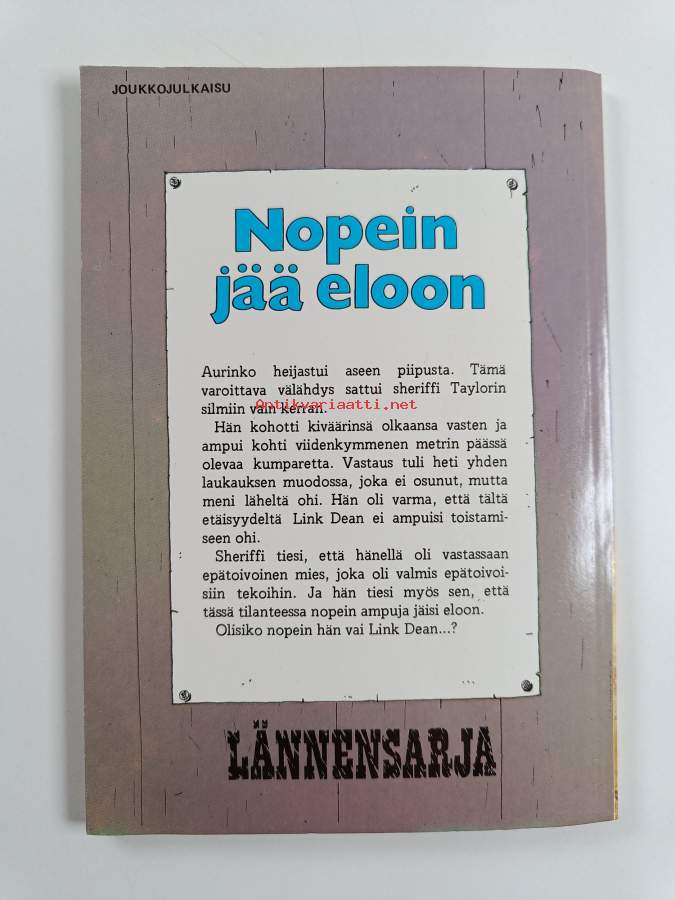 JOUKKOJULKAISU
Nopein
jää eloon
Aurinko heijastui aseen piipusta. Tämä
varoittava välähdys sattui sheriffi Taylorin
silmiin vain kerran.
Antikvariaatti.net
Hän kohotti kiväärinsä olkaansa vasten ja
ampui kohti viidenkymmenen metrin päässä
olevaa kumparetta. Vastaus tuli heti yhden
laukauksen muodossa, joka ei osunut, mutta
meni läheltä ohi. Hän oli varma, että tältä
etäisyydeltä Link Dean ei ampuisi toistami-
seen ohi.
Sheriffi tiesi, että hänellä oli vastassaan
epätoivoinen mies, joka oli valmis epätoivoi-
siin tekoihin. Ja hän tiesi myös sen, että
tässä tilanteessa nopein ampuja jäisi eloon.
Olisiko nopein hän vai Link Dean...?
LÄNNENSARJA